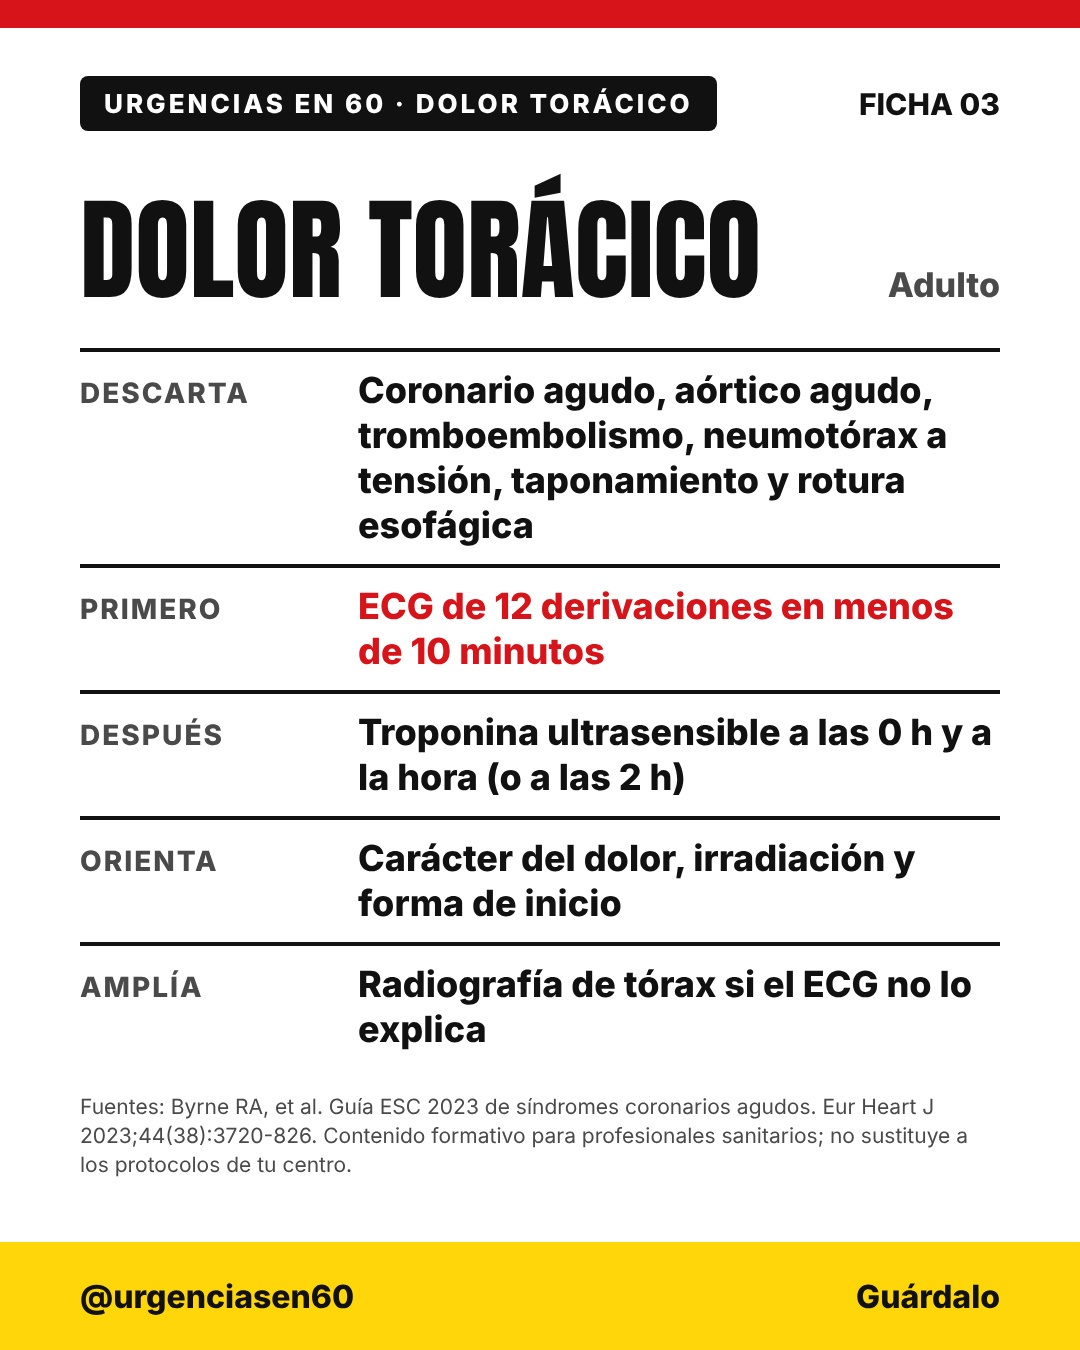 URGENCIAS EN 60 · DOLOR TORÁCICO
FICHA 03
DOLOR TORÁCICO
Adulto
DESCARTA
Coronario agudo, aórtico agudo,
tromboembolismo, neumotórax a
tensión, taponamiento y rotura
esofágica
PRIMERO
ECG de 12 derivaciones en menos
de 10 minutos
DESPUÉS
Troponina ultrasensible a las 0 h y a
la hora (o a las 2 h)
ORIENTA
Carácter del dolor, irradiación y
forma de inicio
AMPLÍA
Radiografía de tórax si el ECG no lo
explica
Fuentes: Byrne RA, et al. Guía ESC 2023 de síndromes coronarios agudos. Eur Heart J
2023;44(38):3720-826. Contenido formativo para profesionales sanitarios; no sustituye a
los protocolos de tu centro.
@urgenciasen60
Guárdalo